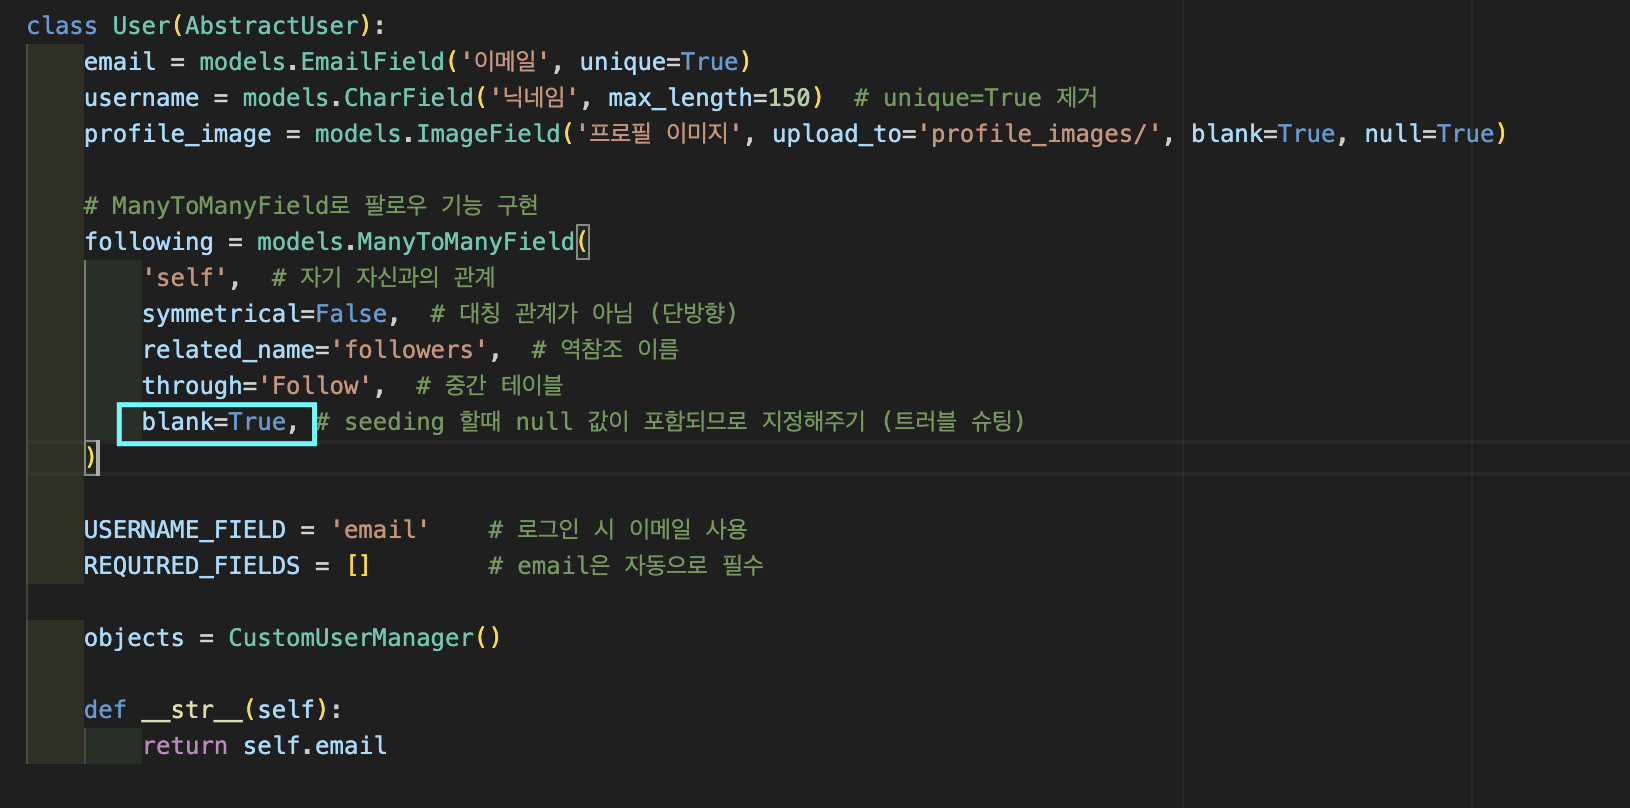 class User(AbstractUser):
    email = models.EmailField('이메일', unique=True)
    username = models.CharField('닉네임', max_length=150)  # unique=True 제거
    profile_image = models.ImageField('프로필 이미지', upload_to='profile_images/', blank=True, null=True)
    # ManyToManyField로 팔로우 기능 구현
    following = models.ManyToManyField(
        'self',  # 자기 자신과의 관계
        symmetrical=False,  # 대칭 관계가 아님 (단방향)
        related_name='followers',  # 역참조 이름
        through='Follow',  # 중간 테이블
        blank=True, # seeding 할때 null 값이 포함되므로 지정해주기 (트러블 슈팅)
    )
    USERNAME_FIELD = 'email'    # 로그인 시 이메일 사용
    REQUIRED_FIELDS = []        # email은 자동으로 필수
    objects = CustomUserManager()
    def __str__(self):
        return self.email